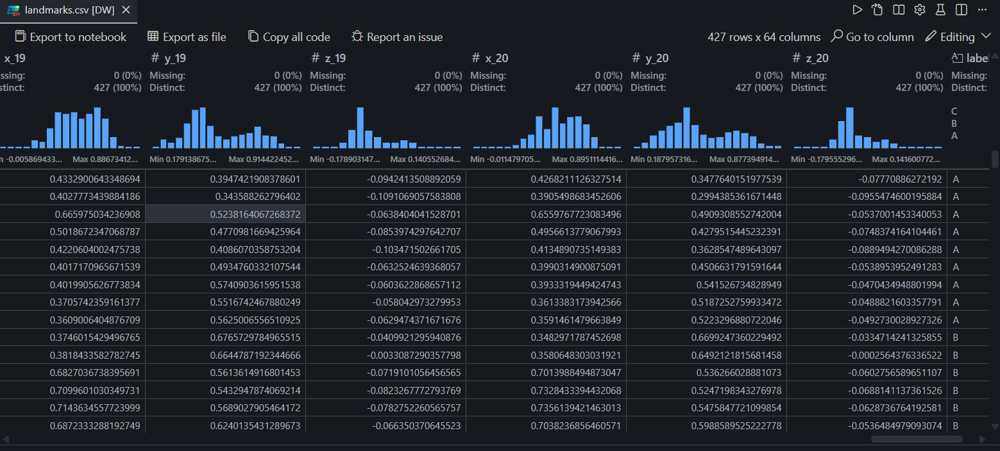 landmarks.csv [DW]
Export to notebook Export as file Copy all code Report an issue 427 rows x 64 columns Go to column Editing
x_19 # y_19 # z_19 # x_20 # y_20 # z_20 labe
ssing: 0 (0%) Missing: 0 (0%) Missing: 0 (0%) Missing: 0 (0%) Missing: 0 (0%) Missing: 0 (0%) Missing:
stinct: 427 (100%) Distinct: 427 (100%) Distinct: 427 (100%) Distinct: 427 (100%) Distinct: 427 (100%) Distinct: 427 (100%) Distinct:
C
B
A
n -0.005869433... Max 0.88673412... Min 0.179138675... Max 0.914422452... Min -0.178903147... Max 0.140552684... Min -0.011479705... Max 0.8951114416... Min 0.187957316... Max 0.877394914... Min -0.179555296... Max 0.141600772...
0.4332900643348694 0.3947421908378601 -0.0942413508892059 0.4268211126327514 0.3477640151977539 -0.07770886272192 A
0.4027773439884186 0.343588262796402 -0.1091069057583808 0.3905498683452606 0.2994385361671448 -0.0955474600195884 A
0.665975034236908 0.5238164067268372 -0.0638404041528701 0.6559767723083496 0.4909308552742004 -0.0537001453340053 A
0.5018672347068787 0.4770981669425964 -0.0853974297642707 0.4956613779067993 0.4279515445232391 -0.0748374164104461 A
0.4220604002475738 0.4086070358753204 -0.103471502661705 0.4134890735149383 0.3628547489643097 -0.0889494270086288 A
0.4017170965671539 0.4934760332107544 -0.0632524639368057 0.3990314900875091 0.4506631791591644 -0.0538953952491283 A
0.4019905626773834 0.5740903615951538 -0.0603622868657112 0.3933319449424743 0.541526734828949 -0.0470434948801994 A
0.3705742359161377 0.5516742467880249 -0.058042973279953 0.3613383173942566 0.5187252759933472 -0.0488821603357791 A
0.3609006404876709 0.5625006556510925 -0.0629474371671676 0.3591461479663849 0.5223296880722046 -0.0492730028927326 A
0.3746015429496765 0.6765729784965515 -0.0409921295940876 0.3482971787452698 0.6699247360229492 -0.0334714241325855 B
0.3818433582782745 0.6644787192344666 -0.0033087290357798 0.3580648303031921 0.6492121815681458 -0.0002564376336522 B
0.6827036738395691 0.5613614916801453 -0.0719101056456565 0.7013988494873047 0.536266028881073 -0.0602756589651107 B
0.7099601030349731 0.5432947874069214 -0.0823267772793769 0.7328433394432068 0.5247198343276978 -0.0688141137361526 B
0.7143634557723999 0.5689027905464172 -0.0782752260565757 0.7356139421463013 0.5475847721099854 -0.0628736764192581 B
0.6872333288192749 0.6240135431289673 -0.066350370645523 0.7038236856460571 0.5988589525222778 -0.0536484979093074 B